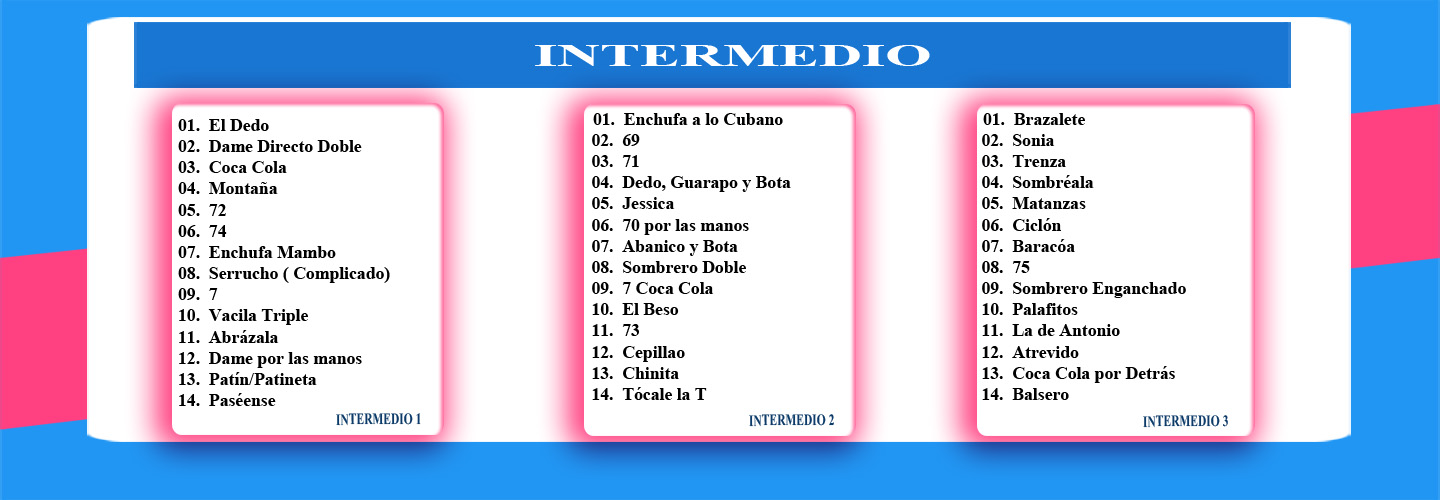 INTERMEDIO
01. El Dedo
02. Dame Directo Doble
03. Coca Cola
04. Montaña
05. 72
06. 74
07. Enchufa Mambo
08. Serrucho ( Complicado)
09. 7
10. Vacila Triple
11. Abrázala
12. Dame por las manos
13. Patín/Patineta
14. Paséense
INTERMEDIO 1
01. Enchufa a lo Cubano
02. 69
03. 71
04. Dedo, Guarapo y Bota
05. Jessica
06. 70 por las manos
07. Abanico y Bota
08. Sombrero Doble
09. 7 Coca Cola
10. El Beso
11. 73
12. Cepillao
13. Chinita
14. Tócale la T
INTERMEDIO 2
01. Brazalete
02. Sonia
03. Trenza
04. Sombréala
05. Matanzas
06. Ciclón
07. Baracóa
08. 75
09. Sombrero Enganchado
10. Palafitos
11. La de Antonio
12. Atrevido
13. Coca Cola por Detrás
14. Balsero
INTERMEDIO 3